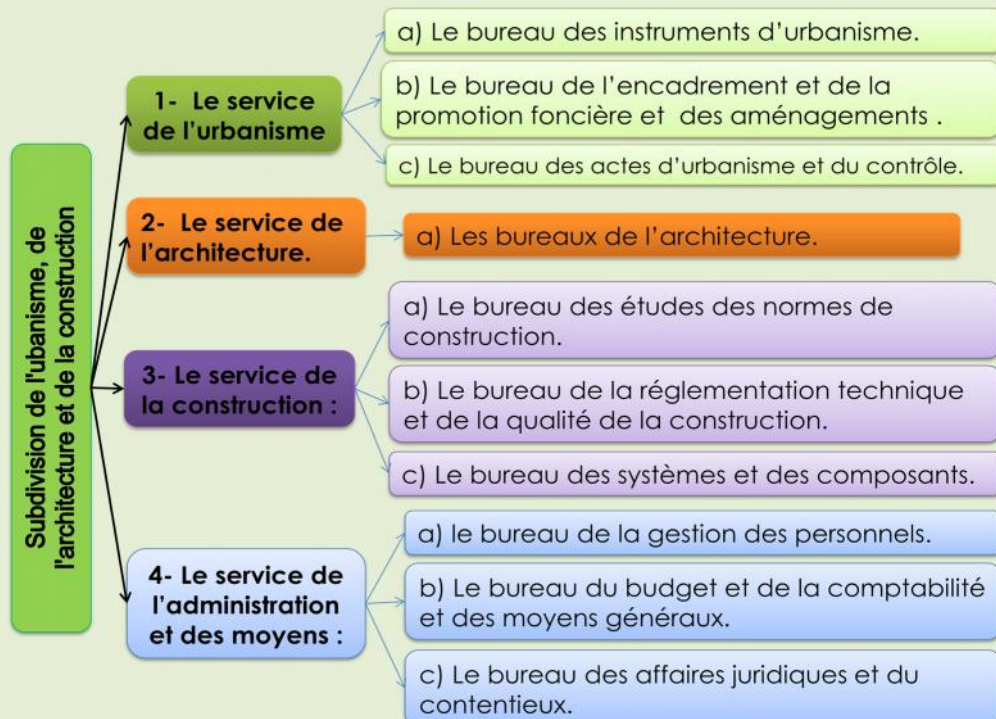 Subdivision de l'ubanisme, de
l'architecture et de la construction
1- Le service
de l'urbanisme
a) Le bureau des instruments d'urbanisme.
b) Le bureau de l'encadrement et de la
promotion foncière et des aménagements .
c) Le bureau des actes d'urbanisme et du contrôle.
2- Le service de
l'architecture.
a) Les bureaux de l'architecture.
3- Le service de
la construction :
a) Le bureau des études des normes de
construction.
b) Le bureau de la réglementation technique
et de la qualité de la construction.
c) Le bureau des systèmes et des composants.
4- Le service de
l'administration
et des moyens :
a) le bureau de la gestion des personnels.
b) Le bureau du budget et de la comptabilité
et des moyens généraux.
c) Le bureau des affaires juridiques et du
contentieux.